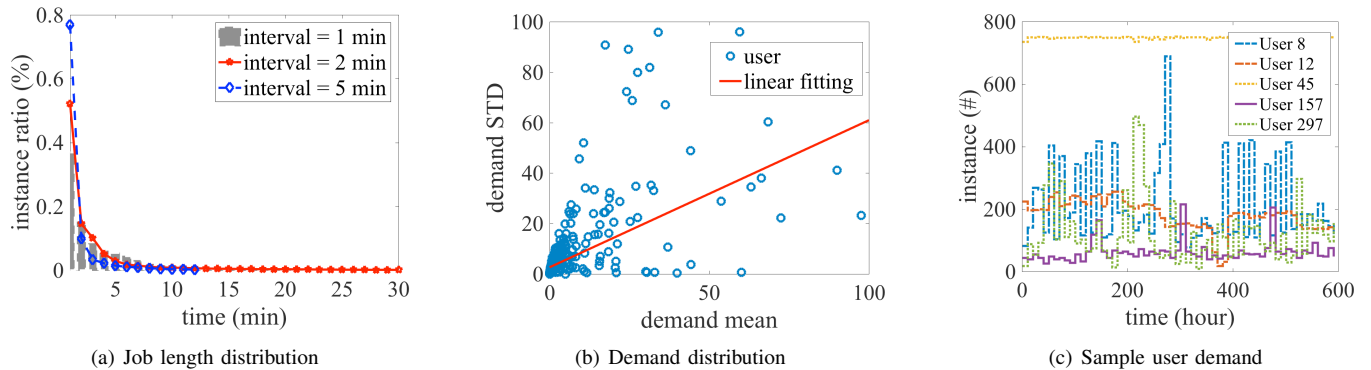 0.8
0.6
0.4
0.2
0
instance ratio (%)
interval = 1 min
interval = 2 min
interval = 5 min
5 10 15 20 25 30
time (min)
(a) Job length distribution
100
80
60
40
20
0
demand STD
user
linear fitting
0 50 100
demand mean
(b) Demand distribution
800
600
400
200
0
instance (#)
User 8
User 12
User 45
User 157
User 297
0 200 400 600
time (hour)
(c) Sample user demand